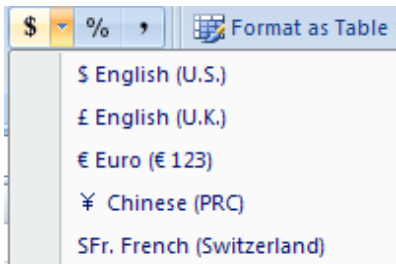 $ % , Format as Table
$ English (U.S.)
£ English (U.K.)
€ Euro (€ 123)
¥ Chinese (PRC)
SFr. French (Switzerland)